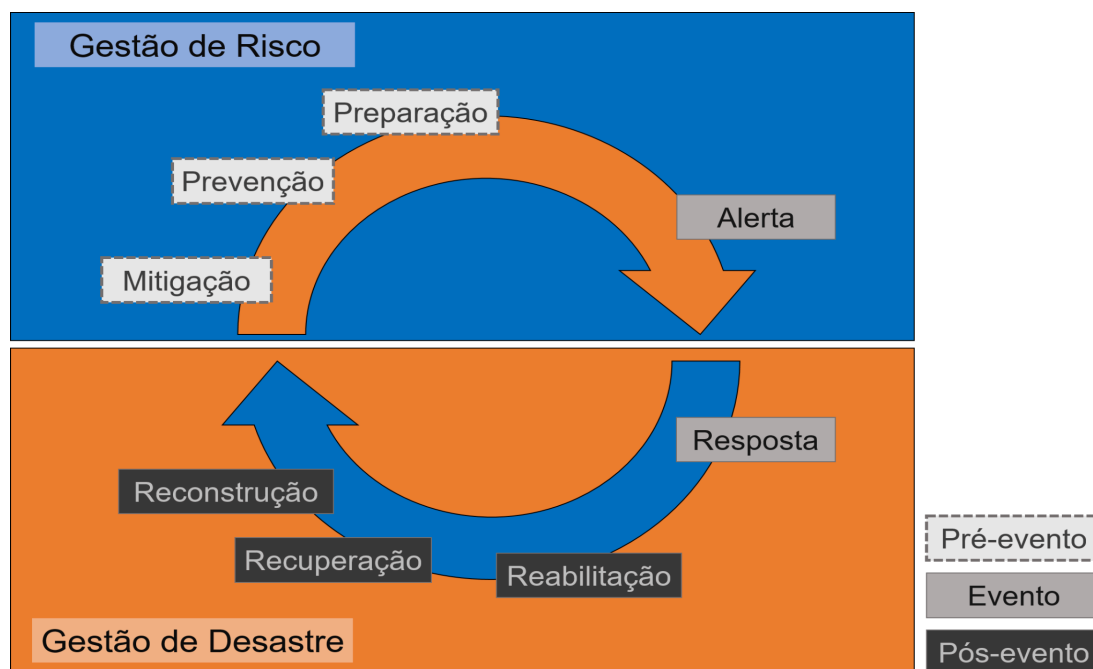 Gestão de Risco
Preparação
Prevenção
Alerta
Mitigação
Resposta
Reconstrução
Recuperação
Reabilitação
Gestão de Desastre
Pré-evento
Evento
Pós-evento